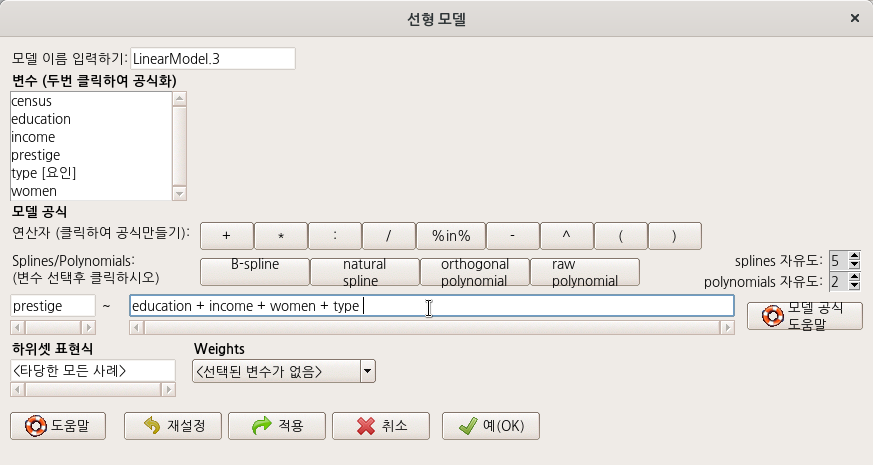 선형 모델
모델 이름 입력하기: LinearModel.3
변수 (두번 클릭하여 공식화)
census
education
income
prestige
type [요인]
women
모델 공식
연산자 (클릭하여 공식만들기): + * : / %in% - ^ ( )
Splines/Polynomials:
(변수 선택후 클릭하시오)
B-spline
natural
spline
orthogonal
polynomial
raw
polynomial
splines 자유도: 5
polynomials 자유도: 2
prestige ~ education + income + women + type
모델 공식
도움말
하위셋 표현식 Weights
<타당한 모든 사례> <선택된 변수가 없음>
도움말 재설정 적용 취소 예(OK)